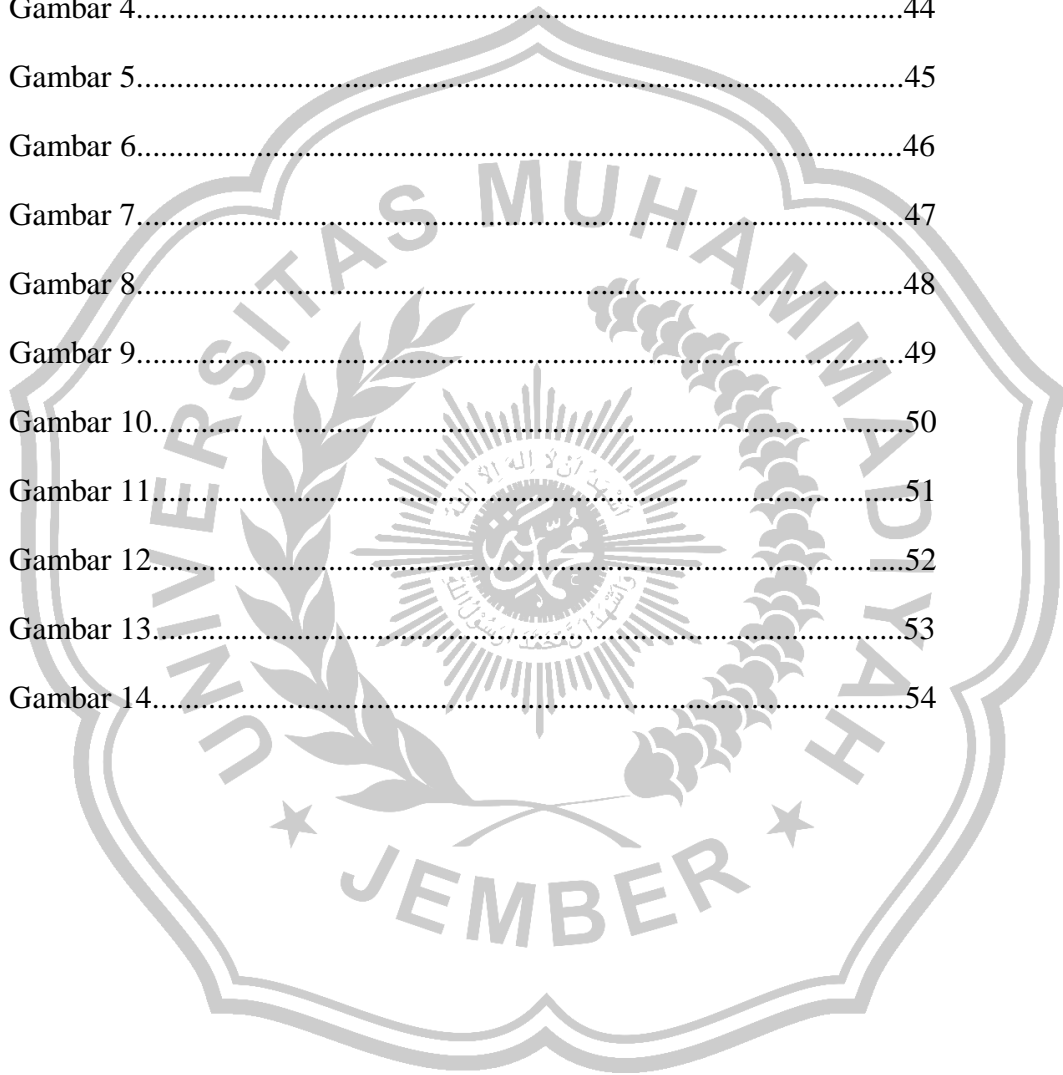 Gambar 4....................................................................................................44
Gambar 5....................................................................................................45
Gambar 6....................................................................................................46
Gambar 7....................................................................................................47
Gambar 8....................................................................................................48
Gambar 9....................................................................................................49
Gambar 10..................................................................................................50
Gambar 11..................................................................................................51
Gambar 12..................................................................................................52
Gambar 13..................................................................................................53
Gambar 14..................................................................................................54
UNIVERSITAS MUHAMMADIYAH
JEMBER